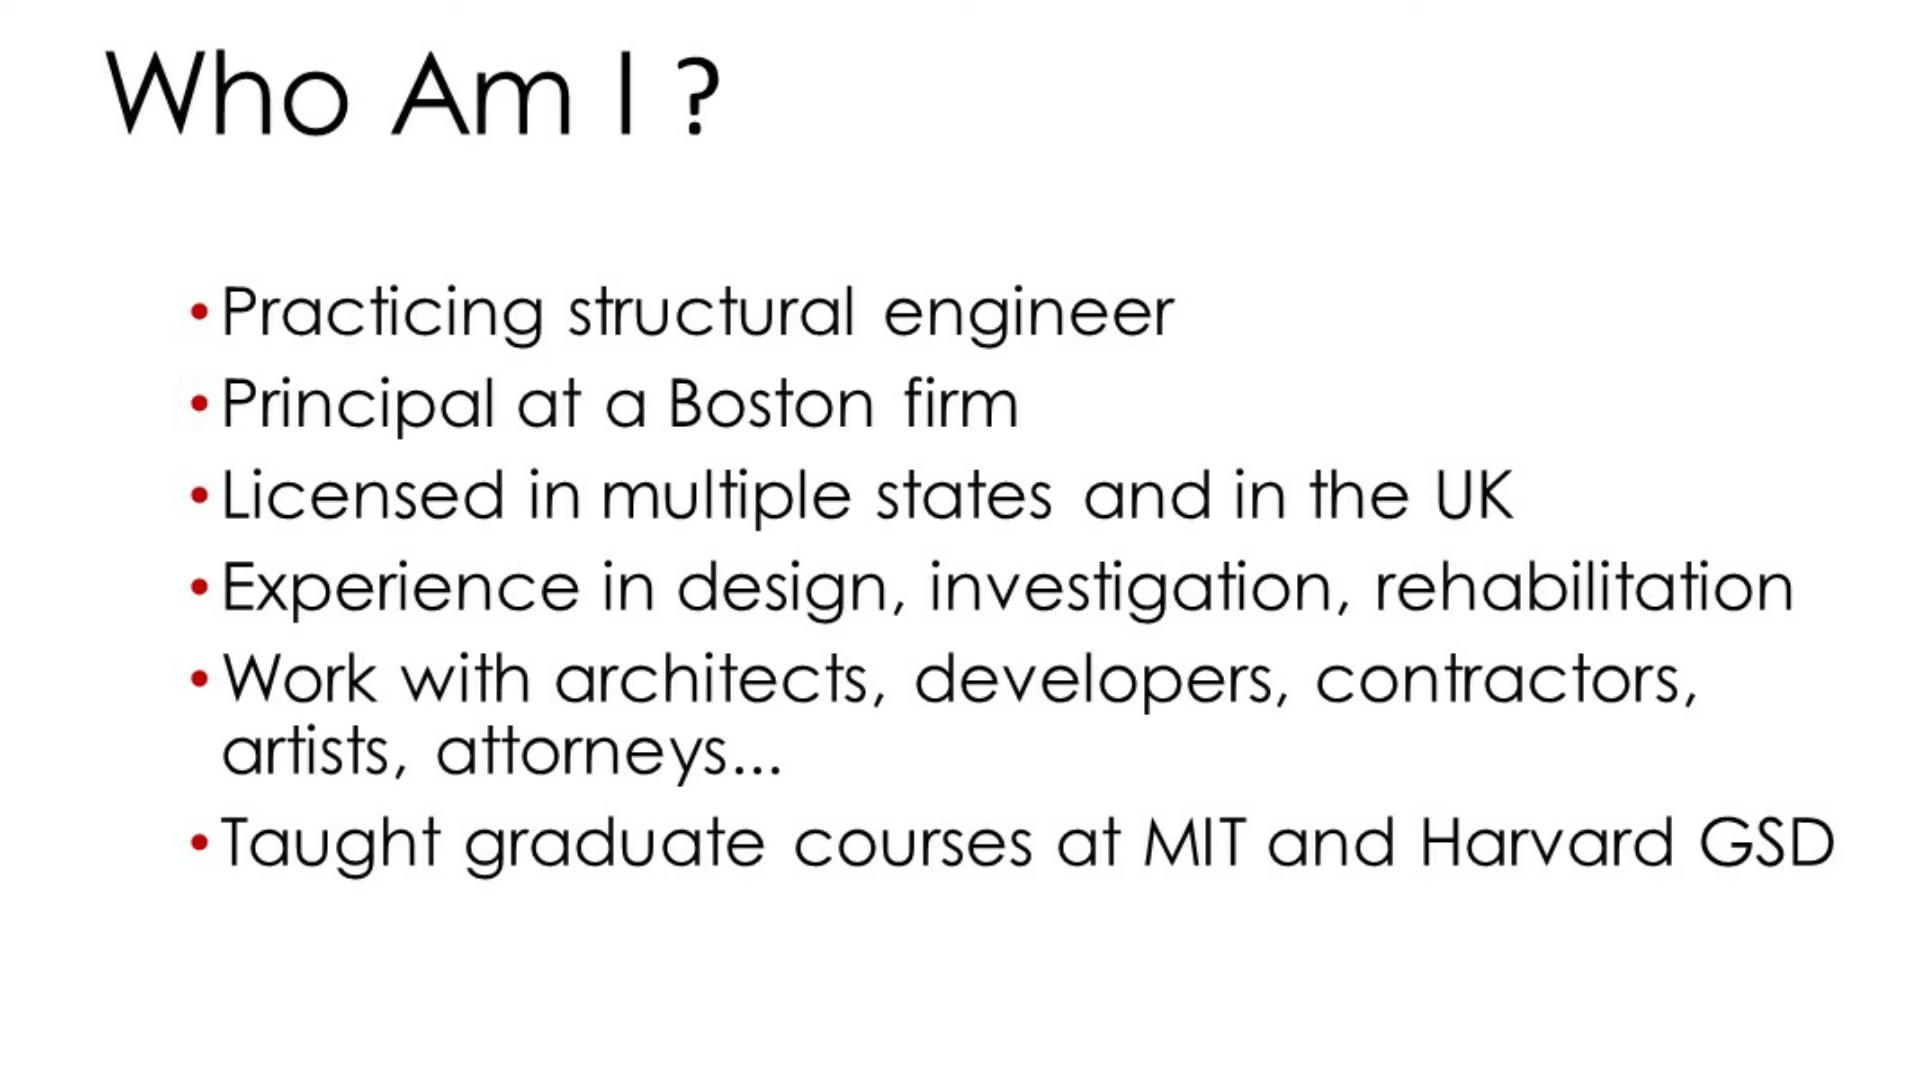 Who Am I ?
•Practicing structural engineer
•Principal at a Boston firm
•Licensed in multiple states and in the UK
•Experience in design, investigation, rehabilitation
•Work with architects, developers, contractors,
artists, attorneys...
•Taught graduate courses at MIT and Harvard GSD